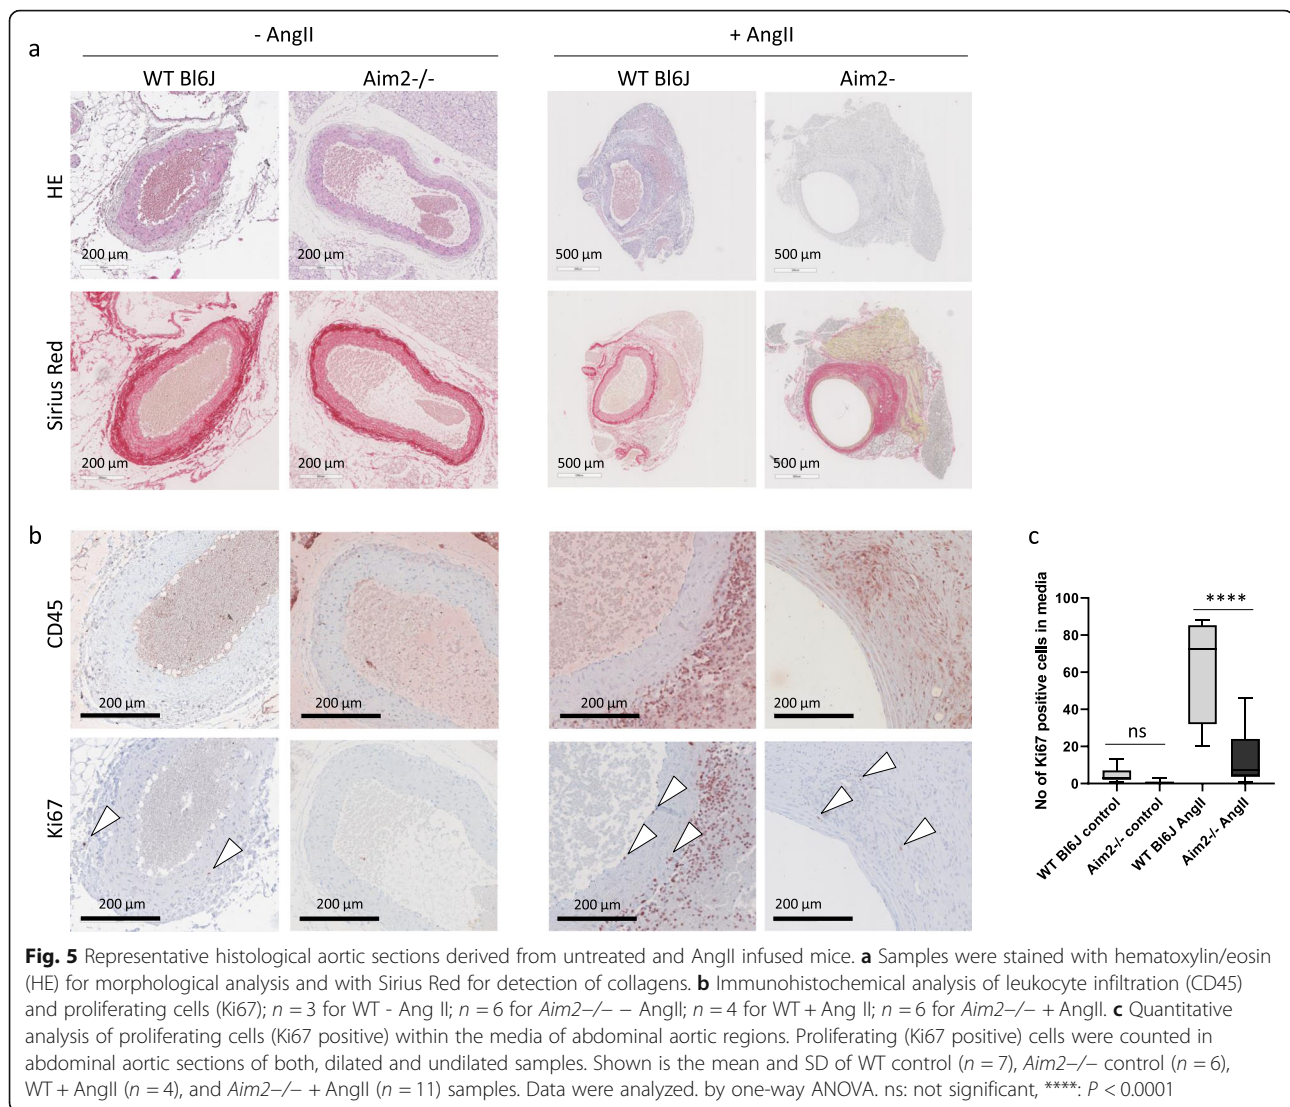 a
- AngII
+ AngII
WT Bl6J
Aim2-/-
WT Bl6J
Aim2-
HE
200 µm
200 µm
500 µm
500 µm
Sirius Red
200 µm
200 µm
500 µm
500 µm
b
CD45
200 µm
200 µm
200 µm
200 µm
Ki67
200 µm
200 µm
200 µm
200 µm
c
No of Ki67 positive cells in media
100
80
60
40
20
0
ns
****
WT Bl6J control
Aim2-/- control
WT Bl6J AngII
Aim2-/- AngII
Fig. 5 Representative histological aortic sections derived from untreated and AngII infused mice. a Samples were stained with hematoxylin/eosin
(HE) for morphological analysis and with Sirius Red for detection of collagens. b Immunohistochemical analysis of leukocyte infiltration (CD45)
and proliferating cells (Ki67); n = 3 for WT - Ang II; n = 6 for Aim2−/− − AngII; n = 4 for WT + Ang II; n = 6 for Aim2−/− + AngII. c Quantitative
analysis of proliferating cells (Ki67 positive) within the media of abdominal aortic regions. Proliferating (Ki67 positive) cells were counted in
abdominal aortic sections of both, dilated and undilated samples. Shown is the mean and SD of WT control (n = 7), Aim2−/− control (n = 6),
WT + AngII (n = 4), and Aim2−/− + AngII (n = 11) samples. Data were analyzed. by one-way ANOVA. ns: not significant, ****: P < 0.0001